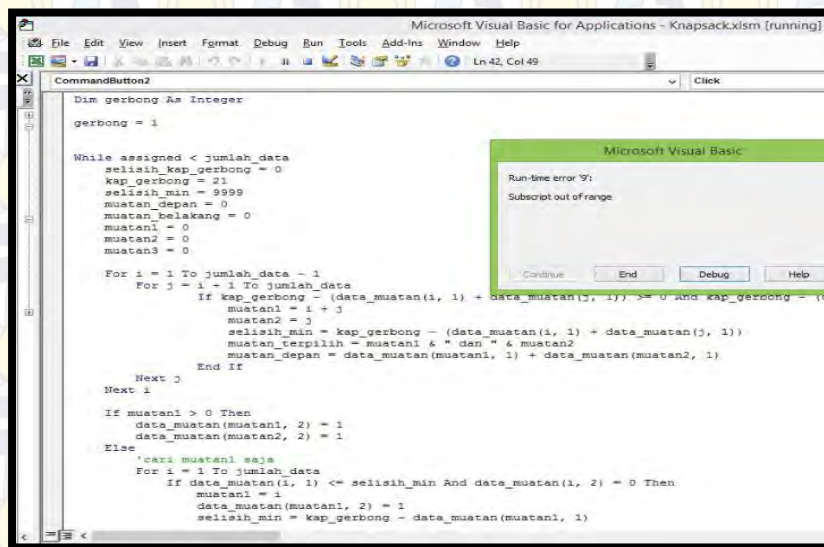 Microsoft Visual Basic for Applications - Knapsack.xlsm [running]
File Edit View Insert Format Debug Run Tools Add-Ins Window Help
Ln 42, Col 49
CommandButton2
Click
Dim gerbong As Integer
gerbong = 1
While assigned < jumlah_data
selisih_kap_gerbong = 0
kap_gerbong = 21
selisih_min = 9999
muatan_depan = 0
muatan_belakang = 0
muatan1 = 0
muatan2 = 0
muatan3 = 0
For i = 1 To jumlah_data - 1
For j = i + 1 To jumlah_data
If kap_gerbong - (data_muatan(i, 1) + data_muatan(j, 1)) >= 0 And kap_gerbong - (
muatan1 = i + j
muatan2 = j
selisih_min = kap_gerbong - (data_muatan(i, 1) + data_muatan(j, 1))
muatan_terpilih = muatan1 & " dan " & muatan2
muatan_depan = data_muatan(muatan1, 1) + data_muatan(muatan2, 1)
End If
Next j
Next i
If muatan1 > 0 Then
data_muatan(muatan1, 2) = 1
data_muatan(muatan2, 2) = 1
Else
'cari muatan1 saja
For i = 1 To jumlah_data
If data_muatan(i, 1) <= selisih_min And data_muatan(i, 2) = 0 Then
muatan1 = i
data_muatan(muatan1, 2) = 1
selisih_min = kap_gerbong - data_muatan(muatan1, 1)
Microsoft Visual Basic
Run-time error '9':
Subscript out of range
Continue End Debug Help